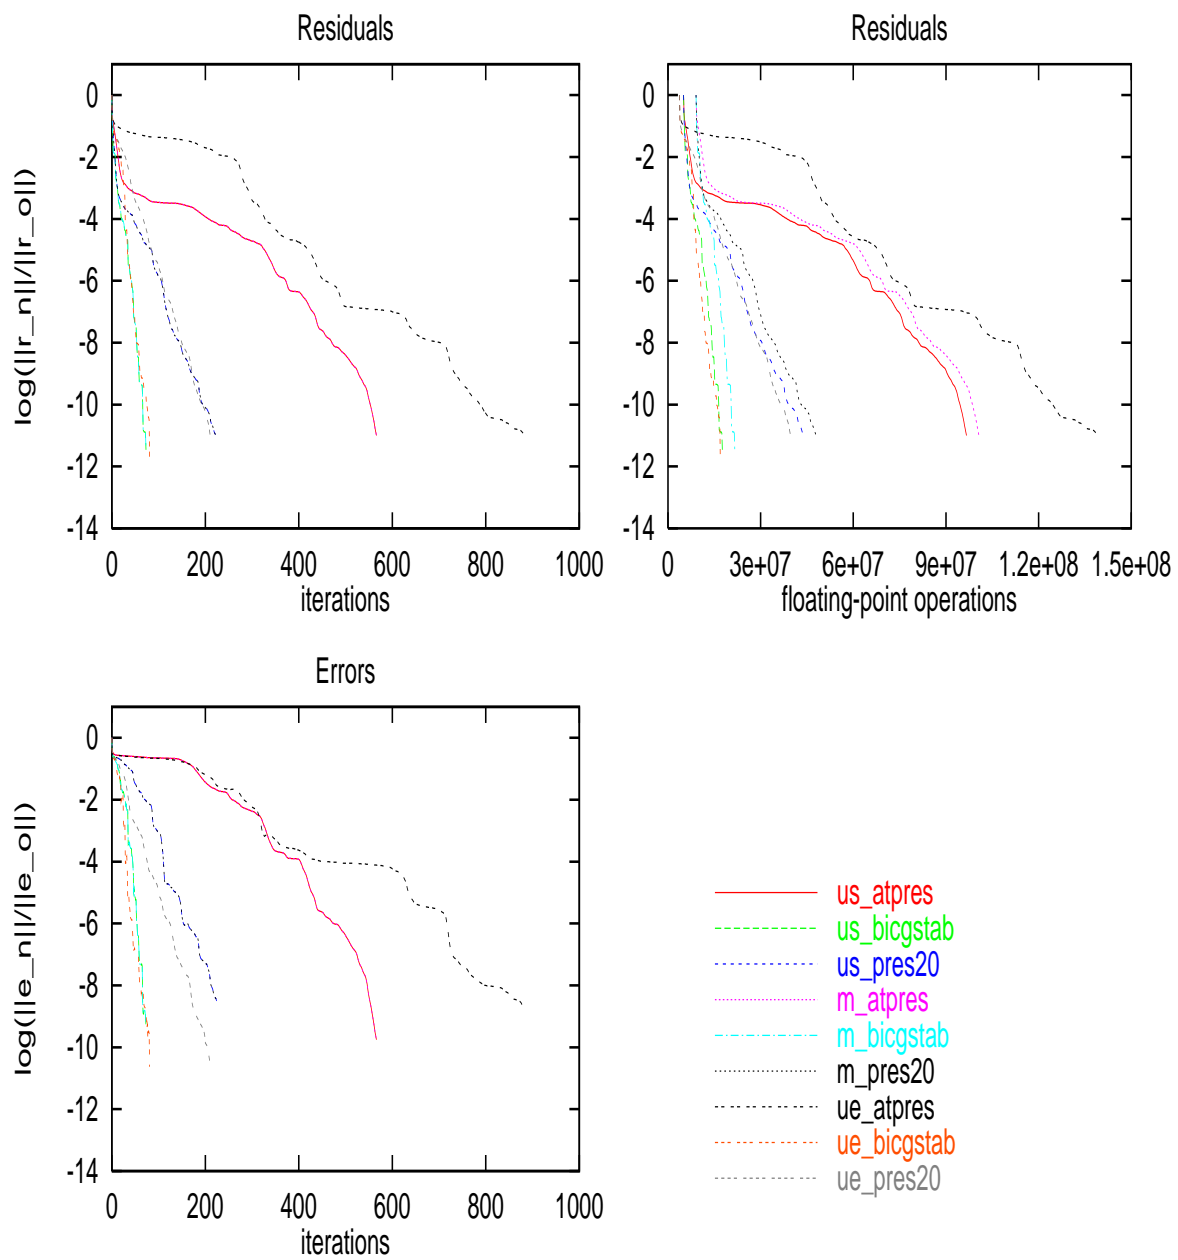 Residuals
Residuals
0
-2
-4
-6
-8
-10
-12
-14
log(||r_n||/||r_o||)
0 200 400 600 800 1000
iterations
0
-2
-4
-6
-8
-10
-12
-14
0 3e+07 6e+07 9e+07 1.2e+08 1.5e+08
floating-point operations
Errors
0
-2
-4
-6
-8
-10
-12
-14
log(||e_n||/||e_o||)
0 200 400 600 800 1000
iterations
us_atpres
us_bicgstab
us_pres20
m_atpres
m_bicgstab
m_pres20
ue_atpres
ue_bicgstab
ue_pres20